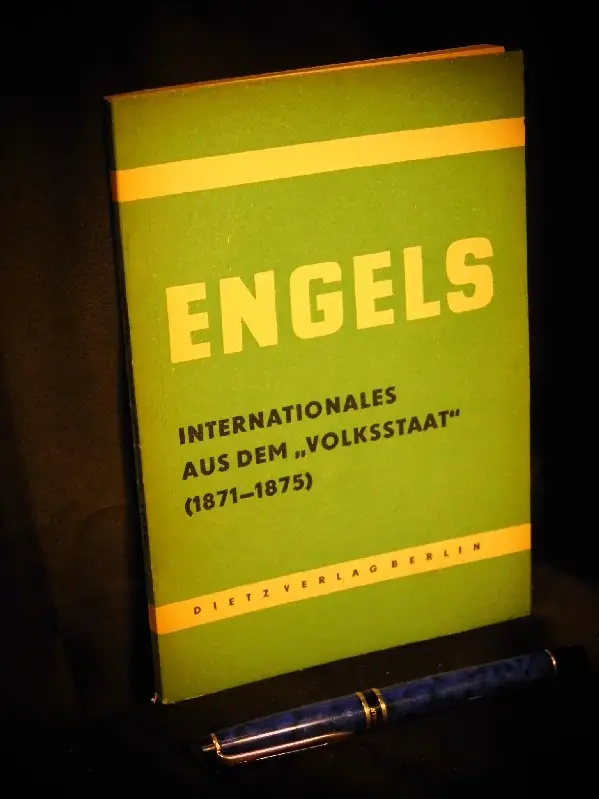 ENGELS
INTERNATIONALES
AUS DEM „VOLKSSTAAT“
(1871–1875)
DIETZ VERLAG BERLIN